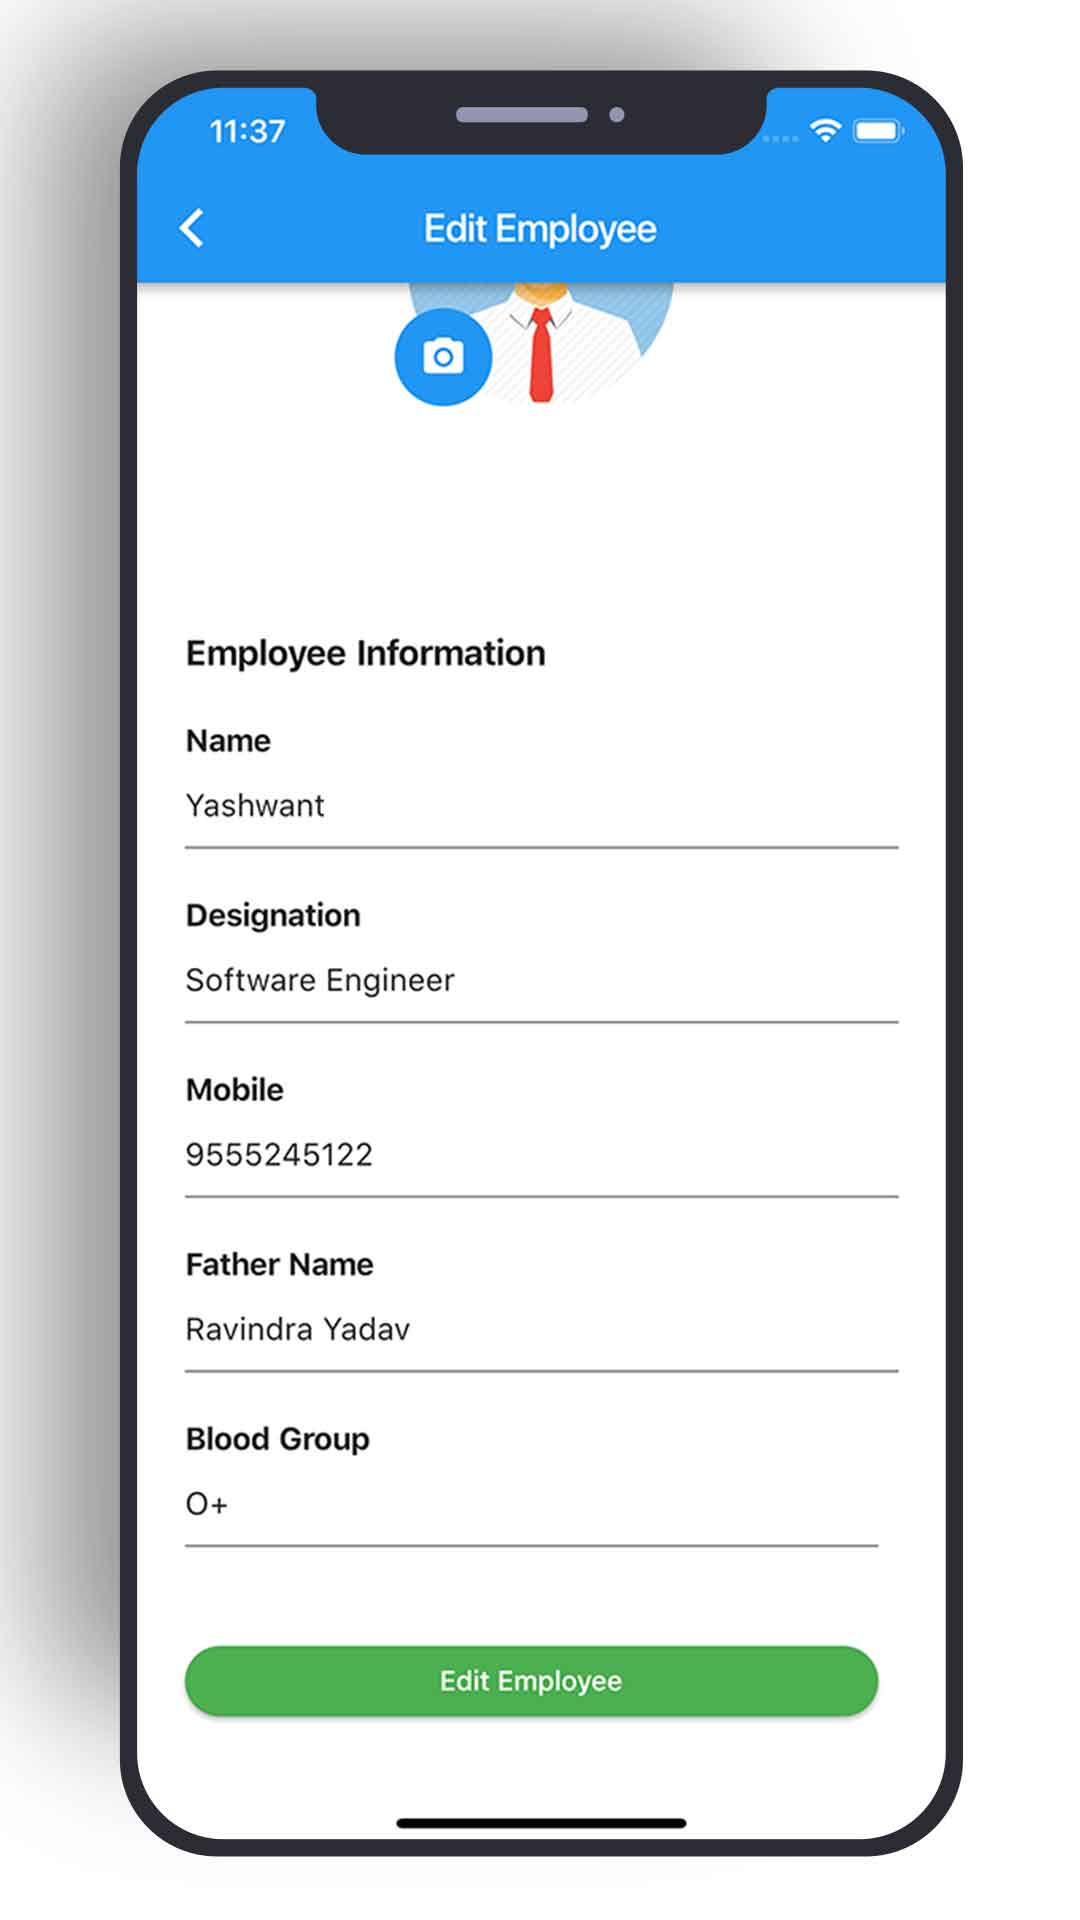 11:37
Edit Employee
Employee Information
Name
Yashwant
Designation
Software Engineer
Mobile
9555245122
Father Name
Ravindra Yadav
Blood Group
O+
Edit Employee